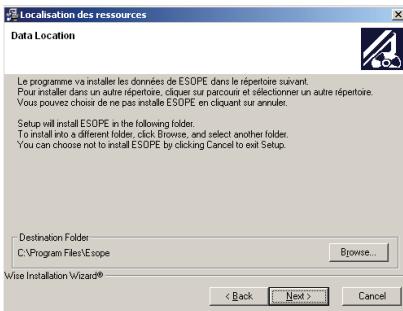 Localisation des ressources
Data Location
Le programme va installer les données de ESOPE dans le répertoire suivant.
Pour installer dans un autre répertoire, cliquer sur parcourir et sélectionner un autre répertoire.
Vous pouvez choisir de ne pas installe ESOPE en cliquant sur annuler.
Setup will install ESOPE in the following folder.
To install into a different folder, click Browse, and select another folder.
You can choose not to install ESOPE by clicking Cancel to exit Setup.
Destination Folder
C:\Program Files\Esope
Browse...
Wise Installation Wizard®
< Back
Next >
Cancel